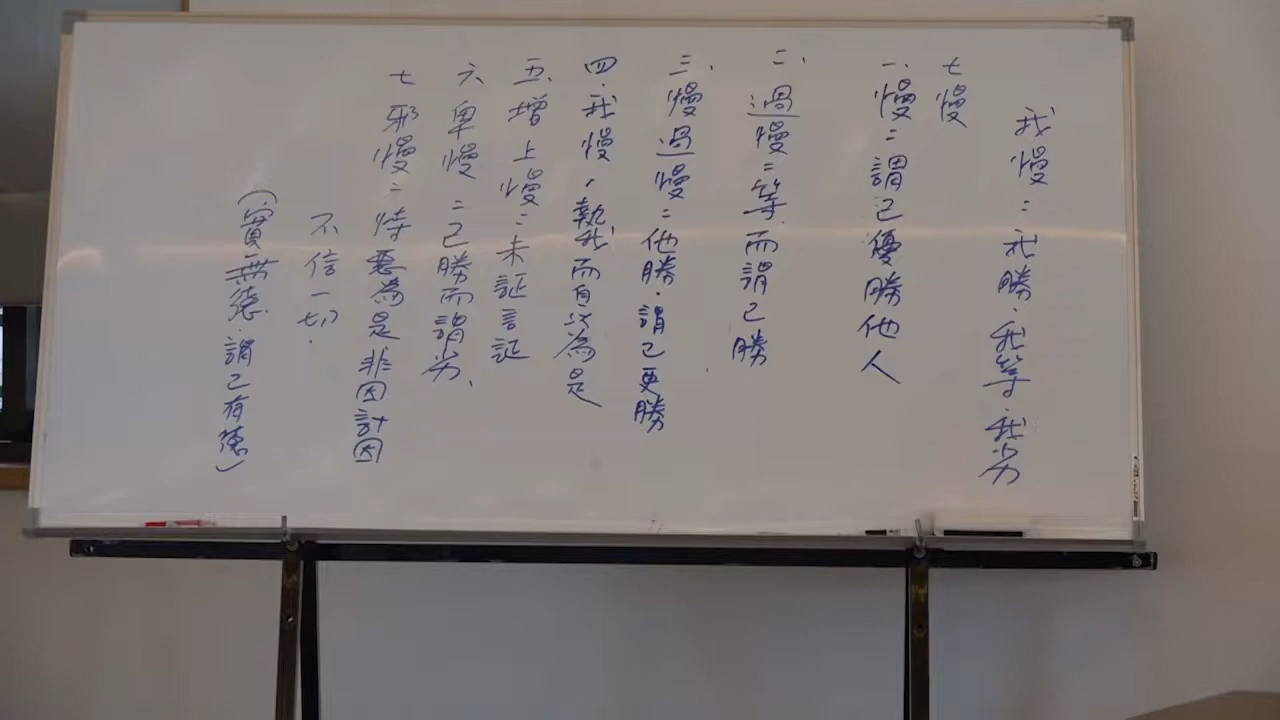 我慢=我勝.我等.我劣
七慢
一、慢=謂己優勝他人
二、過慢=等而謂己勝
三、慢過慢=他勝.謂己更勝
四.我慢,執我而自以為是
五、增上慢=未証言証
六、卑慢=己勝而謂劣、
七 邪慢=恃惡為是非因計因
不信一切.
(實無德.謂己有德)